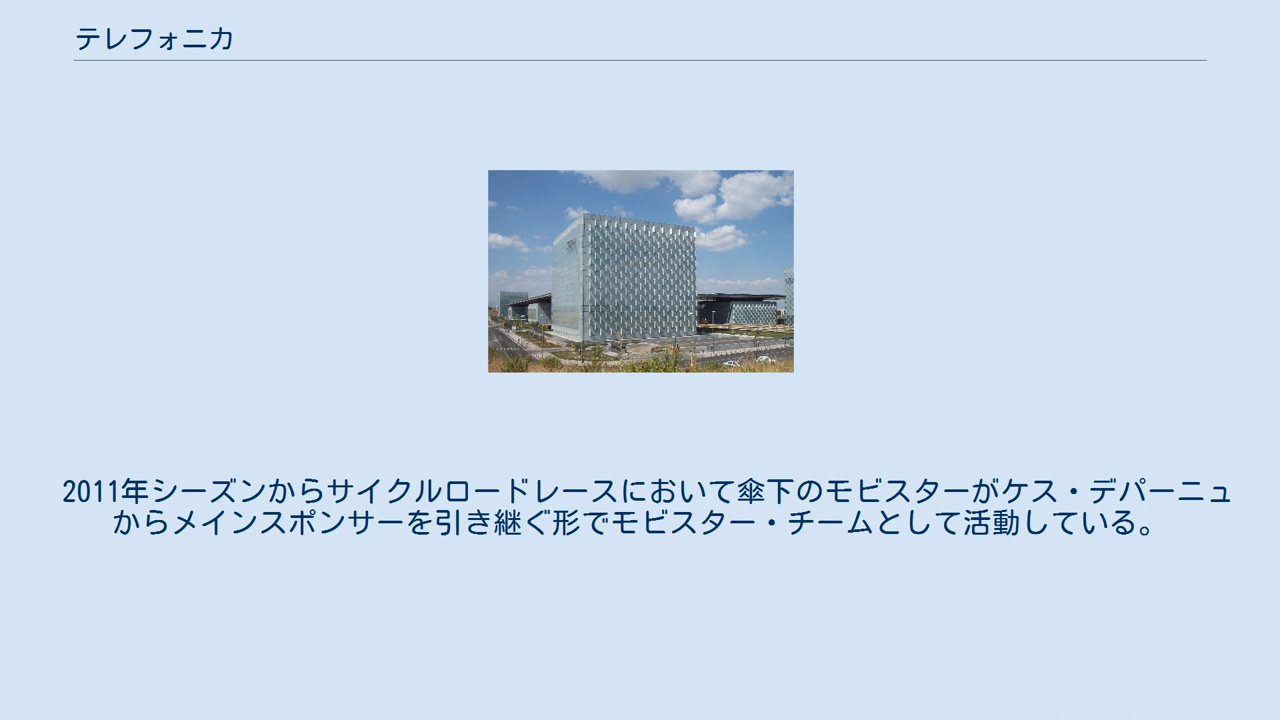 テレフォニカ
2011年シーズンからサイクルロードレースにおいて傘下のモビスターがケス・デパーニュ
からメインスポンサーを引き継ぐ形でモビスター・チームとして活動している。